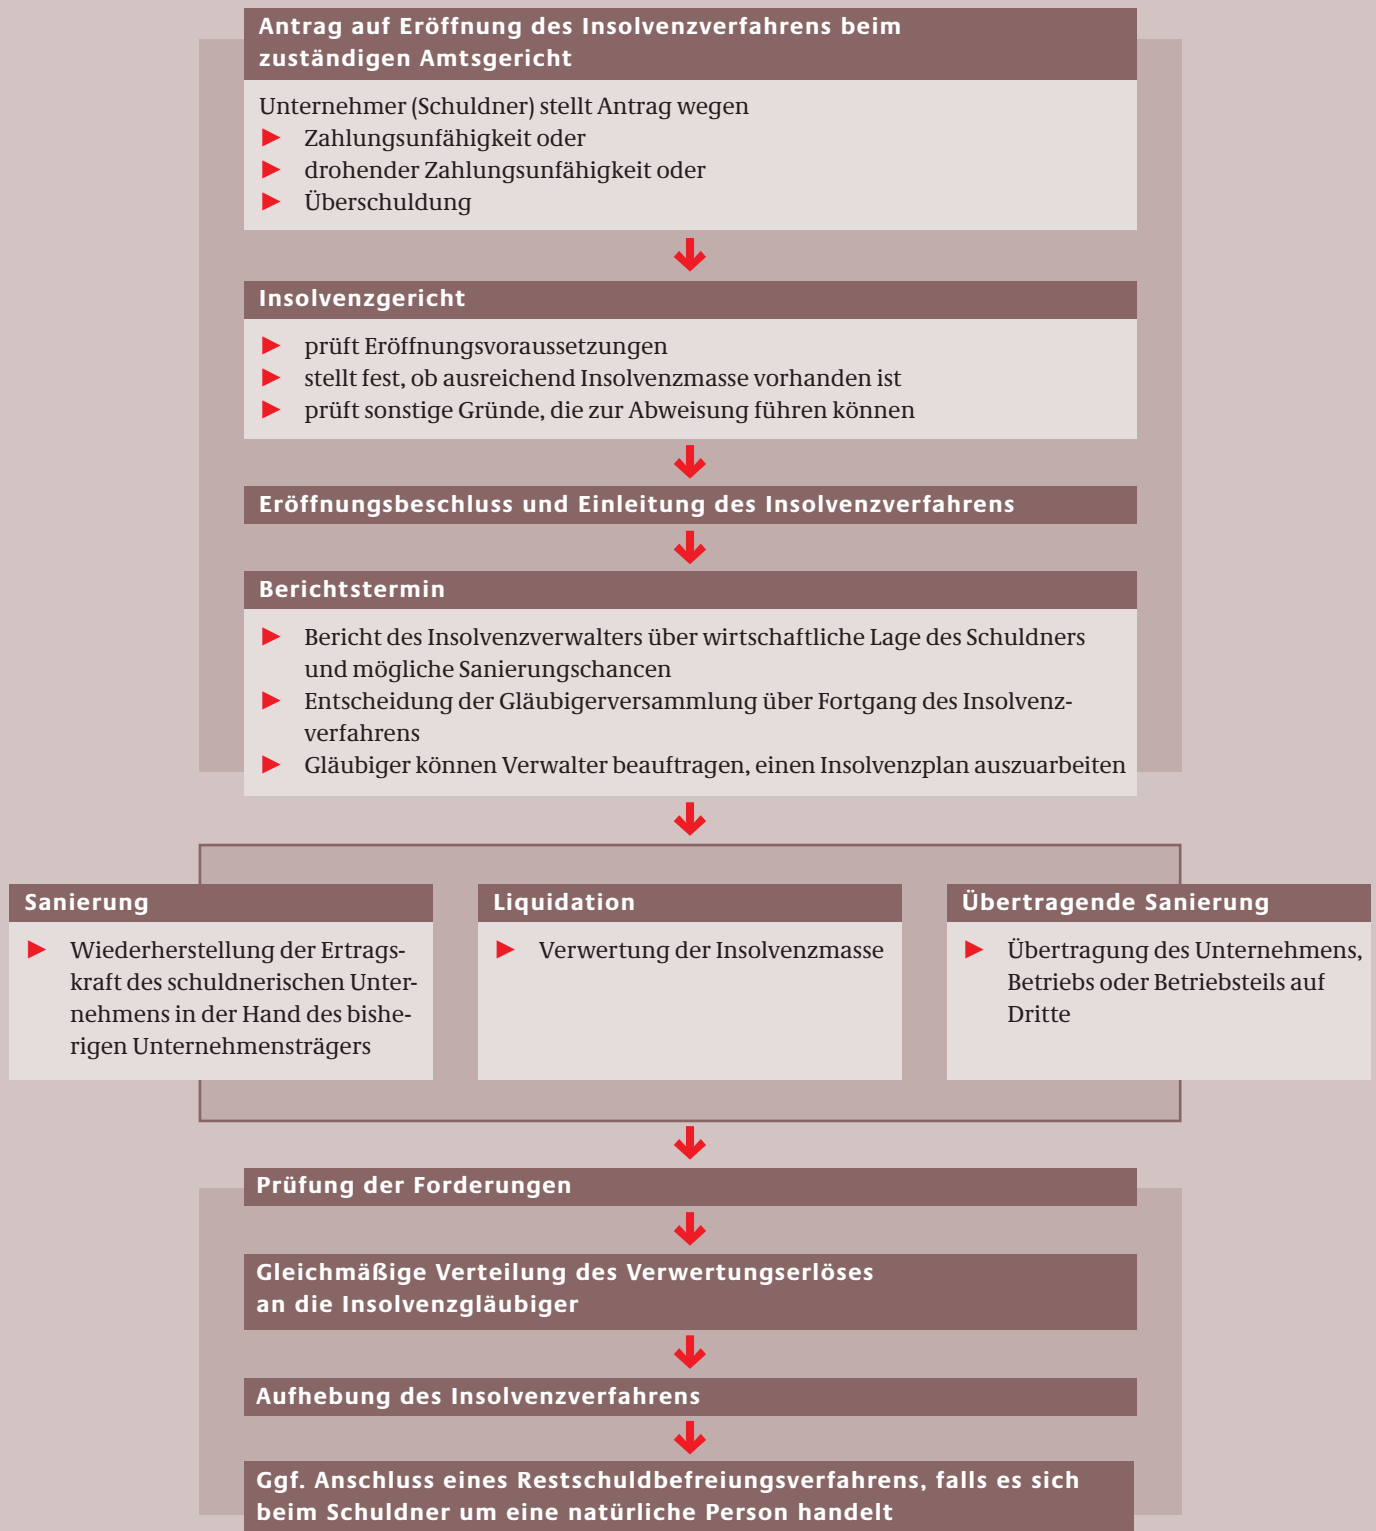 Antrag auf Eröffnung des Insolvenzverfahrens beim
zuständigen Amtsgericht
Unternehmer (Schuldner) stellt Antrag wegen
► Zahlungsunfähigkeit oder
► drohender Zahlungsunfähigkeit oder
► Überschuldung
Insolvenzgericht
► prüft Eröffnungsvoraussetzungen
► stellt fest, ob ausreichend Insolvenzmasse vorhanden ist
► prüft sonstige Gründe, die zur Abweisung führen können
Eröffnungsbeschluss und Einleitung des Insolvenzverfahrens
Berichtstermin
► Bericht des Insolvenzverwalters über wirtschaftliche Lage des Schuldners
und mögliche Sanierungschancen
► Entscheidung der Gläubigerversammlung über Fortgang des Insolvenz-
verfahrens
► Gläubiger können Verwalter beauftragen, einen Insolvenzplan auszuarbeiten
Sanierung
► Wiederherstellung der Ertrags-
kraft des schuldnerischen Unter-
nehmens in der Hand des bishe-
rigen Unternehmensträgers
Liquidation
► Verwertung der Insolvenzmasse
Übertragende Sanierung
► Übertragung des Unternehmens,
Betriebs oder Betriebsteils auf
Dritte
Prüfung der Forderungen
Gleichmäßige Verteilung des Verwertungserlöses
an die Insolvenzgläubiger
Aufhebung des Insolvenzverfahrens
Ggf. Anschluss eines Restschuldbefreiungsverfahrens, falls es sich
beim Schuldner um eine natürliche Person handelt